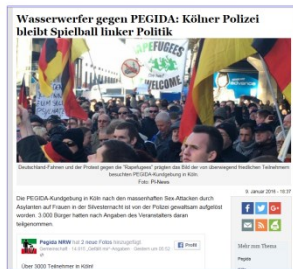 Wasserwerfer gegen PEGIDA: Kölner Polizei
bleibt Spielball linker Politik
RAPEFUGEES
WELCOME
Deutschland-Fahnen und der Protest gegen die "Rapefugees" prägten das Bild der von überwiegend friedlichen Teilnehmern
besuchten PEGIDA-Kundgebung in Köln.
Foto: PI-News
9. Januar 2016 - 16:37
Die PEGIDA-Kundgebung in Köln nach den massenhaften Sex-Attacken durch
Asylanten auf Frauen in der Silvesternacht ist von der Polizei gewaltsam aufgelöst
worden. 3.000 Bürger hatten nach Angaben des Veranstalters daran
teilgenommen.
Pegida NRW hat 2 neue Fotos hinzugefügt.
Profil
Mehr zum Thema
Pegida
Über 3000 Teilnehmer in Köln!